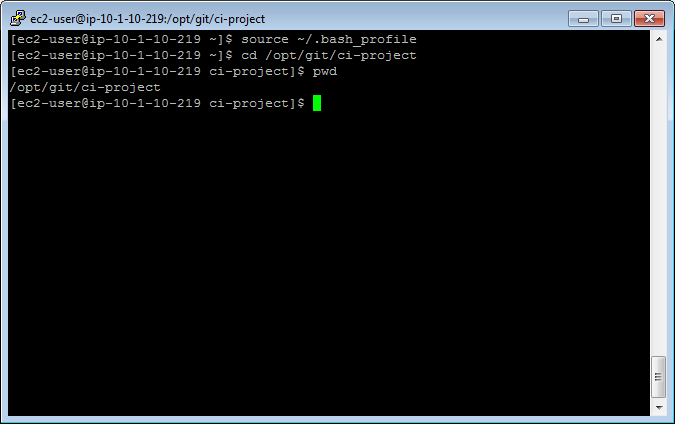 ec2-user@ip-10-1-10-219:/opt/git/ci-project
[ec2-user@ip-10-1-10-219 ~]$ source ~/.bash_profile
[ec2-user@ip-10-1-10-219 ~]$ cd /opt/git/ci-project
[ec2-user@ip-10-1-10-219 ci-project]$ pwd
/opt/git/ci-project
[ec2-user@ip-10-1-10-219 ci-project]$